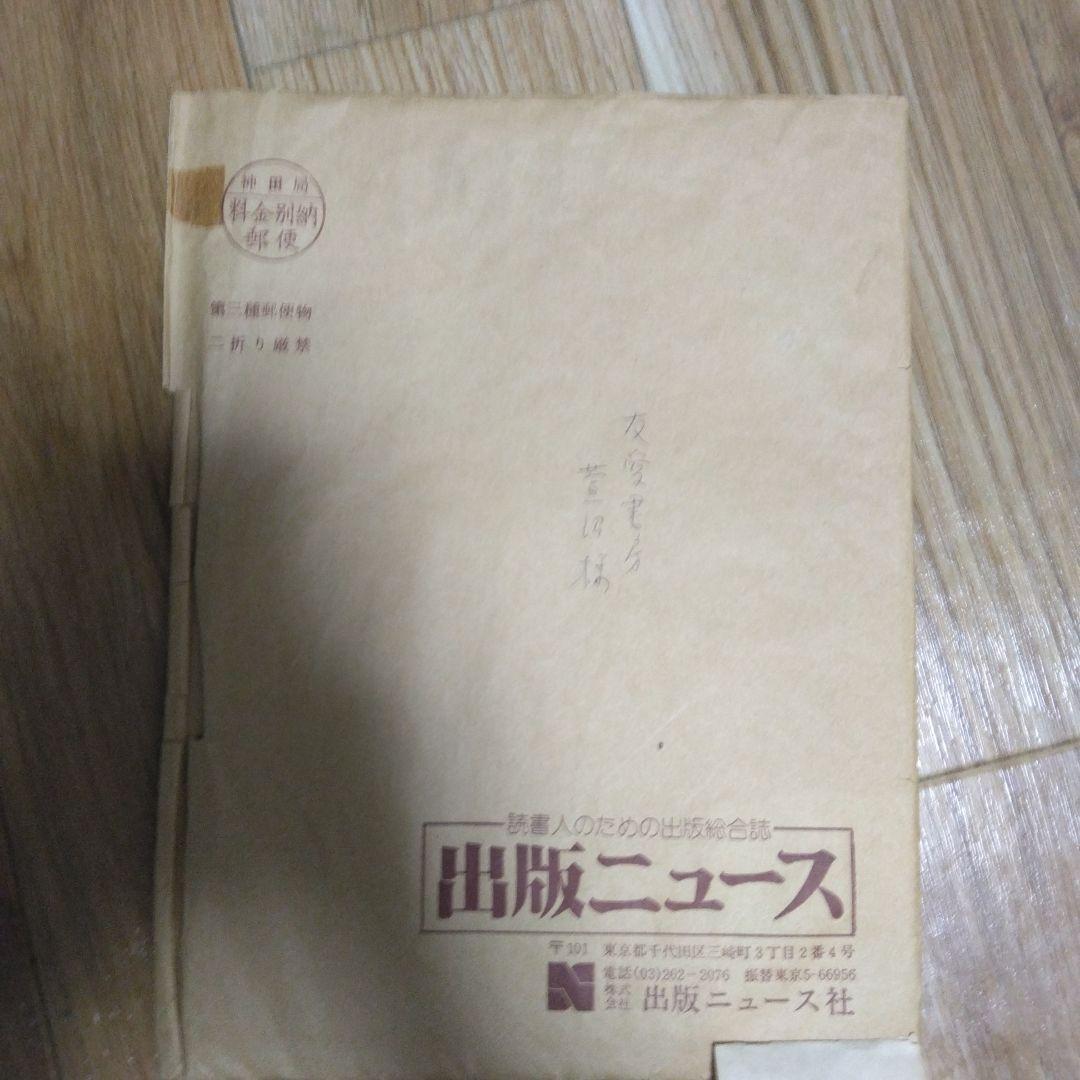 神田局
料金別納
郵便
第三種郵便物
二折り厳禁
友愛書房
萱沼様
読書人のための出版総合誌
出版ニュース
〒101 東京都千代田区三崎町3丁目2番4号
電話(03)262-2076 振替東京5-66956
N
株式会社 出版ニュース社